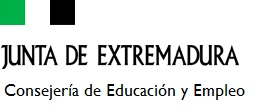 JUNTA DE EXTREMADURA
Consejería de Educación y Empleo